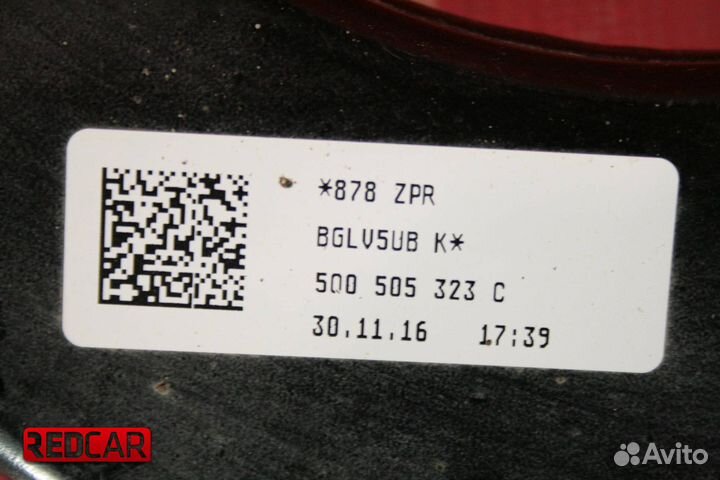 *878 ZPR
BGLV5UB K*
5Q0 505 323 C
30.11.16 17:39
REDCAR
Avito